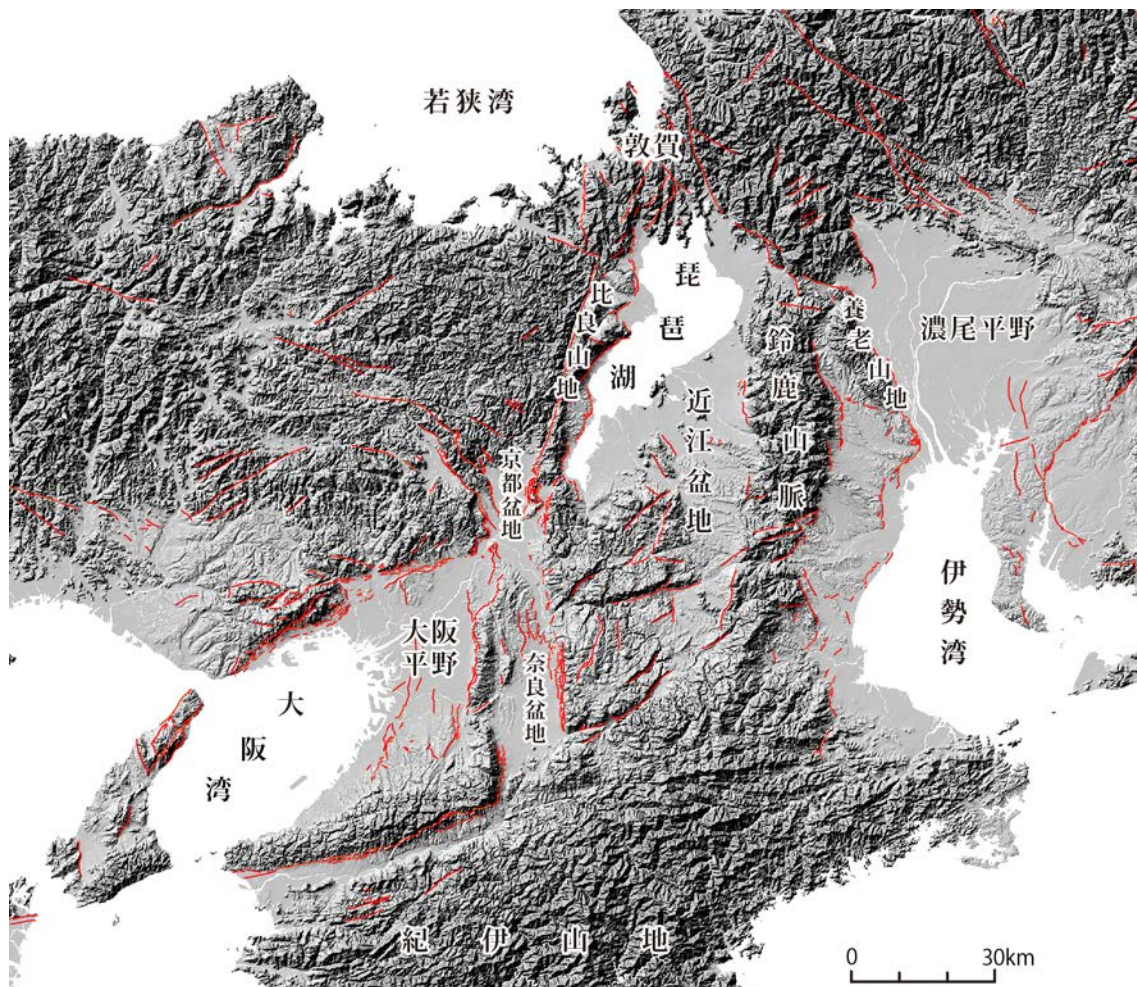 若狭湾
敦賀
琵琶湖
比良山地
養老山地
濃尾平野
鈴鹿山脈
近江盆地
京都盆地
伊勢湾
大阪
平野
奈良盆地
大阪湾
紀伊山地
0 30km